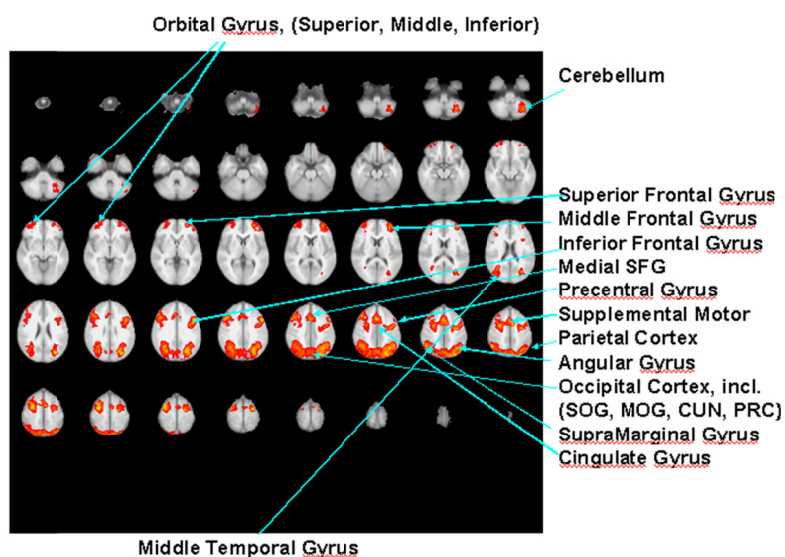 Orbital Gyrus, (Superior, Middle, Inferior)
Cerebellum
Superior Frontal Gyrus
Middle Frontal Gyrus
Inferior Frontal Gyrus
Medial SFG
Precentral Gyrus
Supplemental Motor
Parietal Cortex
Angular Gyrus
Occipital Cortex, incl.
(SOG, MOG, CUN, PRC)
SupraMarginal Gyrus
Cingulate Gyrus
Middle Temporal Gyrus